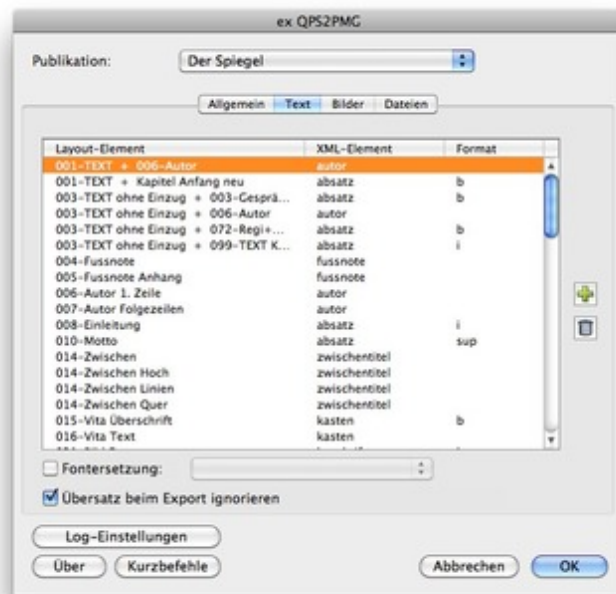 ex QPS2PMG
Publikation: Der Spiegel
Allgemein Text Bilder Dateien
Layout-Element XML-Element Format
001-TEXT + 006-Autor autor
001-TEXT + Kapitel Anfang neu absatz b
003-TEXT ohne Einzug + 003-Gesprä... absatz b
003-TEXT ohne Einzug + 006-Autor autor
003-TEXT ohne Einzug + 072-Regi+... absatz b
003-TEXT ohne Einzug + 099-TEXT K... absatz i
004-Fussnote fussnote
005-Fussnote Anhang fussnote
006-Autor 1. Zeile autor
007-Autor Folgezeilen autor
008-Einleitung absatz i
010-Motto absatz sup
014-Zwischen zwischentitel
014-Zwischen Hoch zwischentitel
014-Zwischen Linien zwischentitel
014-Zwischen Quer zwischentitel
015-Vita Überschrift kasten b
016-Vita Text kasten
Fontersetzung:
Übersatz beim Export ignorieren
Log-Einstellungen
Über Kurzbefehle Abbrechen OK